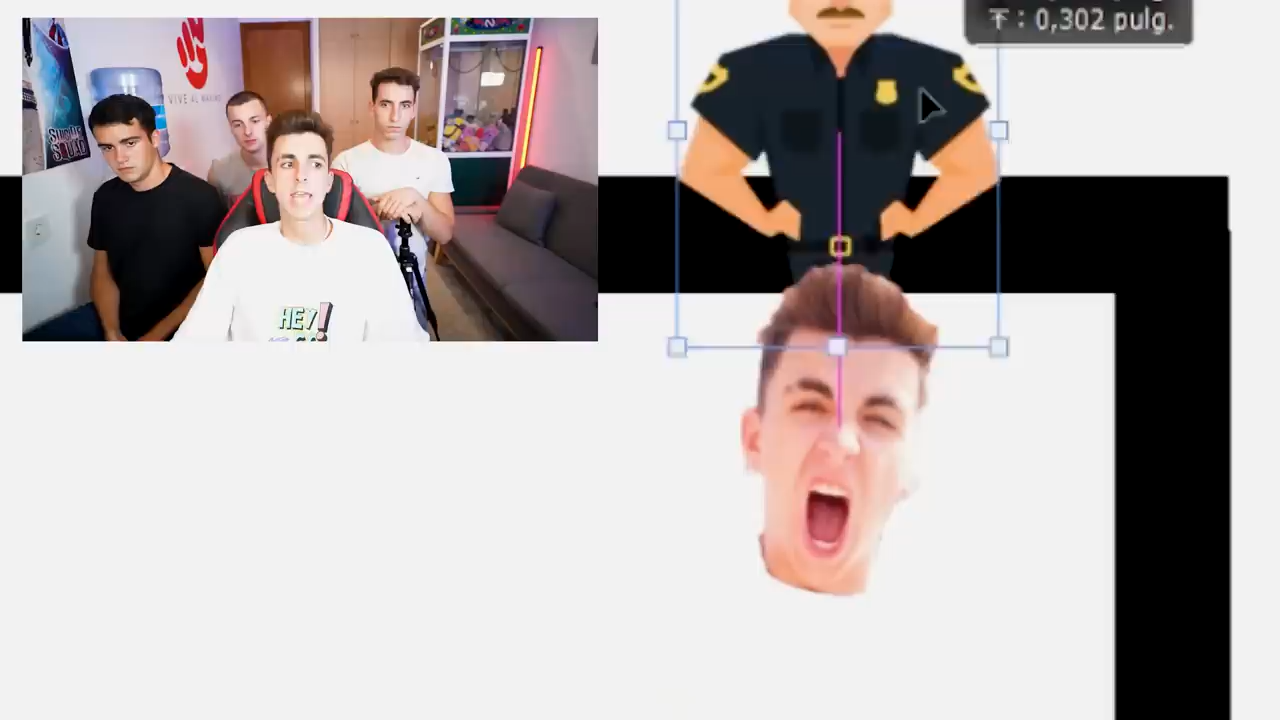 VIVE AL MAXIMO
SUICIDE
SQUAD
HEY!
: 0,302 pulg.